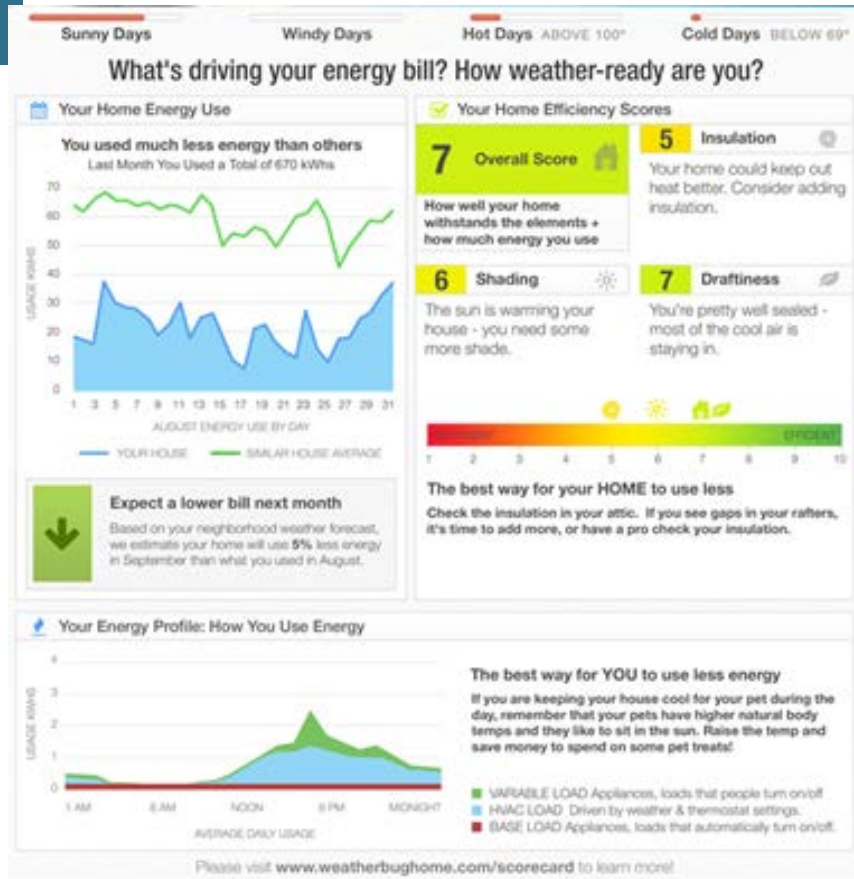 Sunny Days
Windy Days
Hot Days ABOVE 100°
Cold Days BELOW 69°
What's driving your energy bill? How weather-ready are you?
Your Home Energy Use
You used much less energy than others
Last Month You Used a Total of 670 kWhs
70
60
50
40
30
20
10
0
USAGE KWHS
1 3 5 7 9 11 13 15 17 19 21 23 25 27 29 31
AUGUST ENERGY USE BY DAY
YOUR HOUSE
SIMILAR HOUSE AVERAGE
Expect a lower bill next month
Based on your neighborhood weather forecast,
we estimate your home will use 5% less energy
in September than what you used in August.
Your Home Efficiency Scores
7 Overall Score
How well your home
withstands the elements +
how much energy you use
5 Insulation
Your home could keep out
heat better. Consider adding
insulation.
6 Shading
The sun is warming your
house - you need some
more shade.
7 Draftiness
You're pretty well sealed -
most of the cool air is
staying in.
EFFICIENT
1 2 3 4 5 6 7 8 9 10
The best way for your HOME to use less
Check the insulation in your attic. If you see gaps in your rafters,
it's time to add more, or have a pro check your insulation.
Your Energy Profile: How You Use Energy
4
3
2
1
0
USAGE KWHS
1 AM 6 AM NOON 6 PM MIDNIGHT
AVERAGE DAILY USAGE
The best way for YOU to use less energy
If you are keeping your house cool for your pet during the
day, remember that your pets have higher natural body
temps and they like to sit in the sun. Raise the temp and
save money to spend on some pet treats!
VARIABLE LOAD Appliances, loads that people turn on/off
HVAC LOAD Driven by weather & thermostat settings.
BASE LOAD Appliances, loads that automatically turn on/off.
Please visit www.weatherbughome.com/scorecard to learn more!